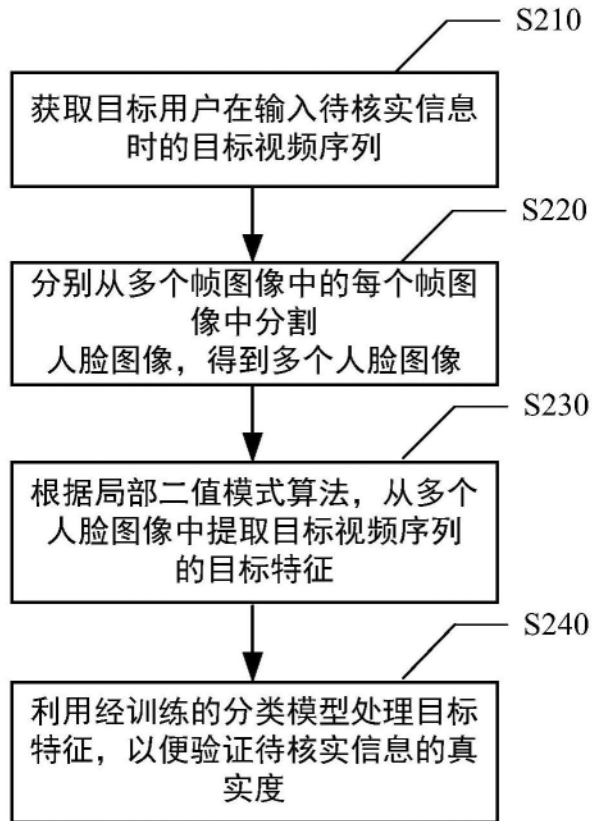 S210
获取目标用户在输入待核实信息
时的目标视频序列
S220
分别从多个帧图像中的每个帧图
像中分割
人脸图像，得到多个人脸图像
S230
根据局部二值模式算法，从多个
人脸图像中提取目标视频序列
的目标特征
S240
利用经训练的分类模型处理目标
特征，以便验证待核实信息的真
实度